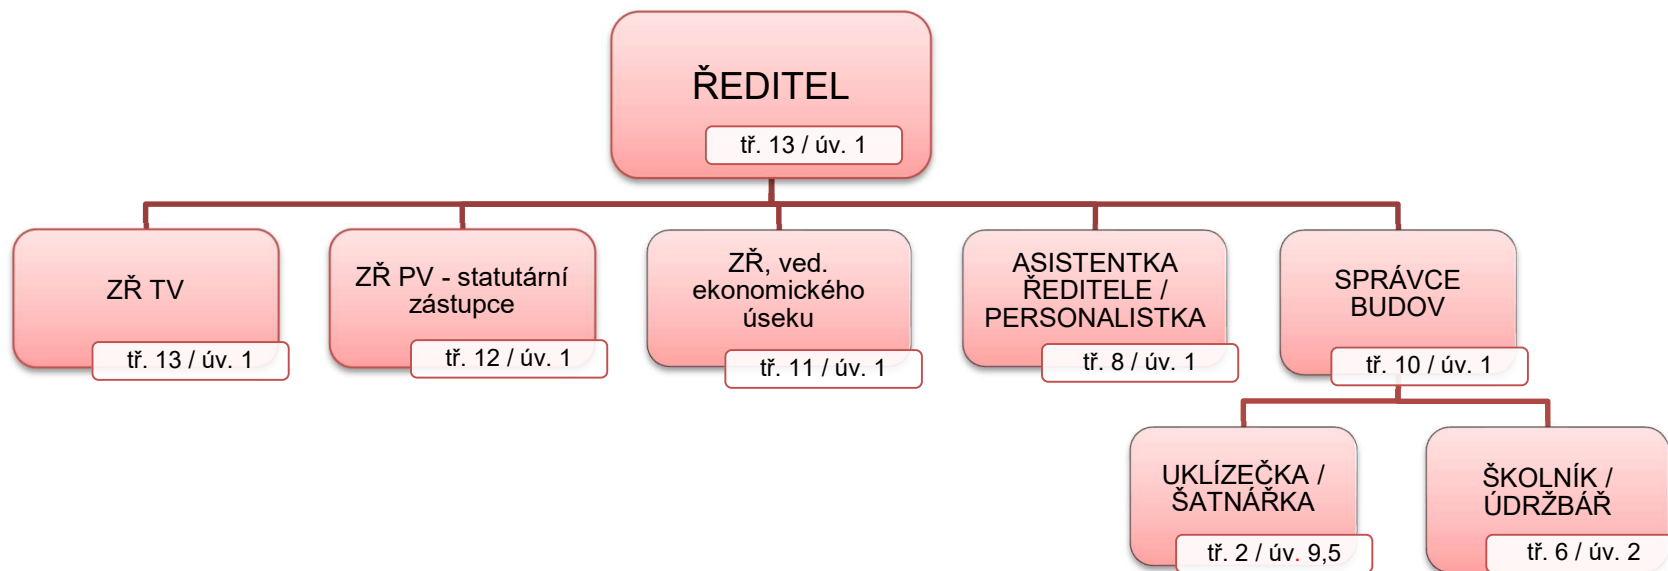 ŘEDITEL
tř. 13 / úv. 1
ZŘ TV
tř. 13 / úv. 1
ZŘ PV - statutární
zástupce
tř. 12 / úv. 1
ZŘ, ved.
ekonomického
úseku
tř. 11 / úv. 1
ASISTENTKA
ŘEDITELE /
PERSONALISTKA
tř. 8 / úv. 1
SPRÁVCE
BUDOV
tř. 10 / úv. 1
UKLÍZEČKA /
ŠATNÁŘKA
tř. 2 / úv. 9,5
ŠKOLNÍK /
ÚDRŽBÁŘ
tř. 6 / úv. 2